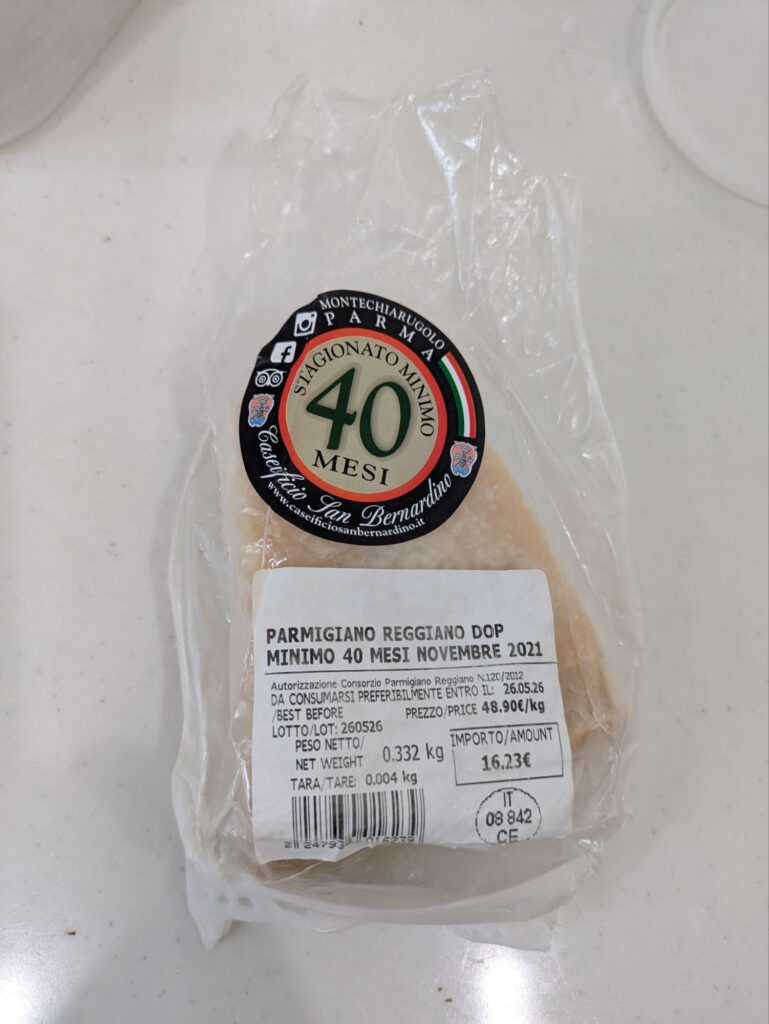 MONTECHIARUGOLO
PARMA
STAGIONATO MINIMO
40
MESI
Caseificio San Bernardino
www.caseificiosanbernardino.it
PARMIGIANO REGGIANO DOP
MINIMO 40 MESI NOVEMBRE 2021
Autorizzazione Consorzio Parmigiano Reggiano N.120/2012
DA CONSUMARSI PREFERIBILMENTE ENTRO IL: 26.05.26
/BEST BEFORE PREZZO/PRICE 48.90€/kg
LOTTO/LOT: 260526
PESO NETTO/
NET WEIGHT 0.332 kg
IMPORTO/AMOUNT
16.23€
TARA/TARE: 0.004 kg
IT
08 842
CE